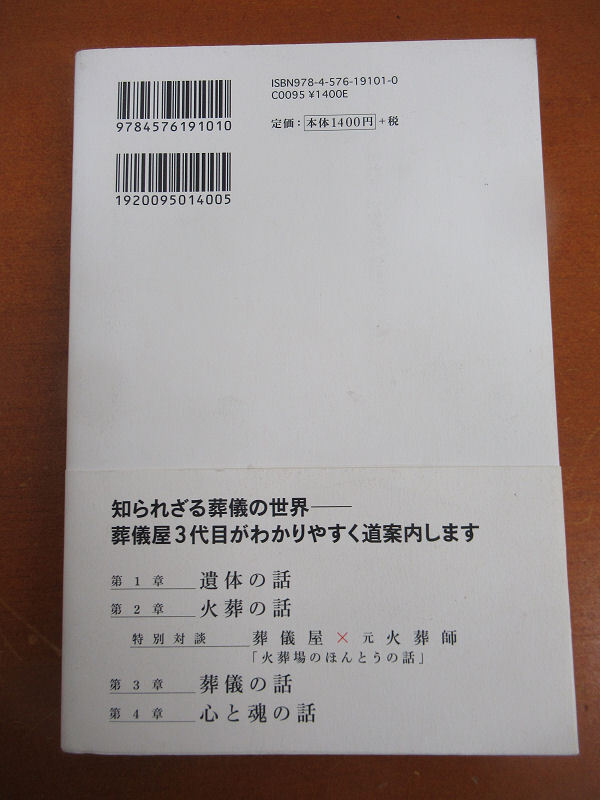 ISBN978-4-576-19101-0
C0095 ¥1400E
9784576191010
定価：本体1400円+税
1920095014005
知られざる葬儀の世界――
葬儀屋3代目がわかりやすく道案内します
第1章 遺体の話
第2章 火葬の話
特別対談 葬儀屋×元火葬師
「火葬場のほんとうの話」
第3章 葬儀の話
第4章 心と魂の話